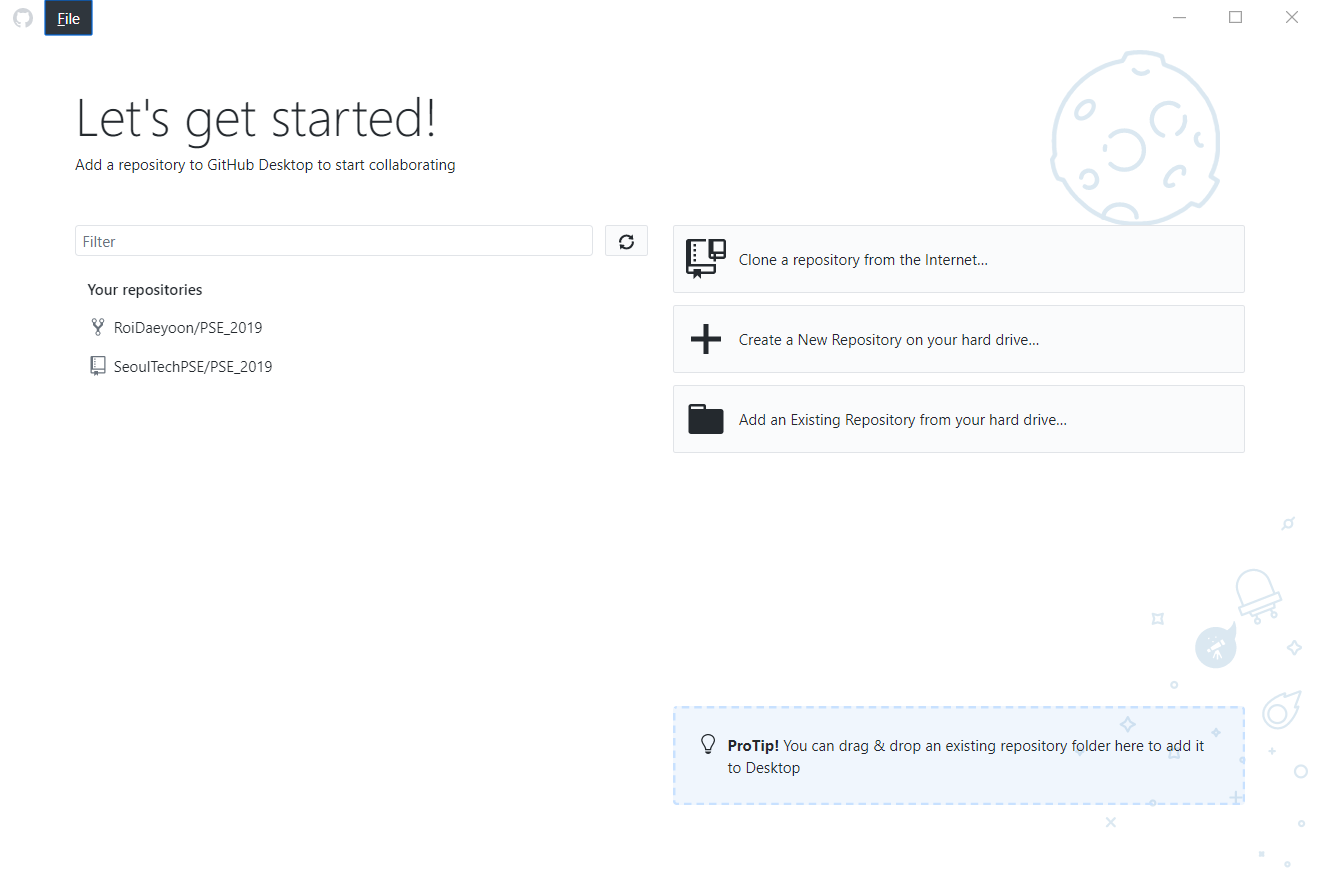 File
Let's get started!
Add a repository to GitHub Desktop to start collaborating
Filter
Your repositories
RoiDaeyoon/PSE_2019
SeoulTechPSE/PSE_2019
Clone a repository from the Internet...
Create a New Repository on your hard drive...
Add an Existing Repository from your hard drive...
ProTip! You can drag & drop an existing repository folder here to add it
to Desktop